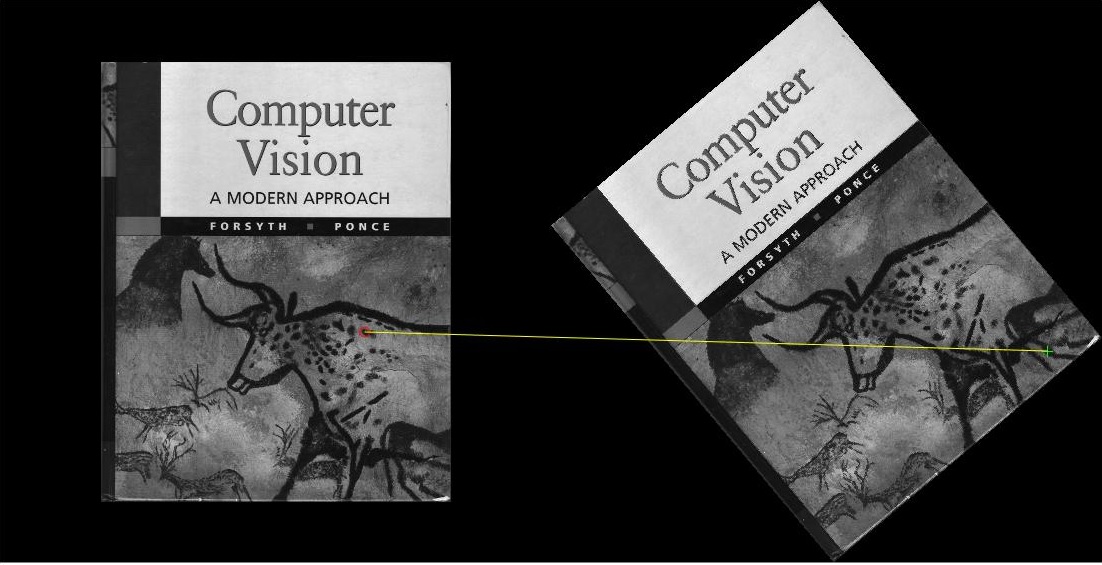 Computer
Vision
A MODERN APPROACH
FORSYTH ■ PONCE
Computer
Vision
A MODERN APPROACH
FORSYTH ■ PONCE